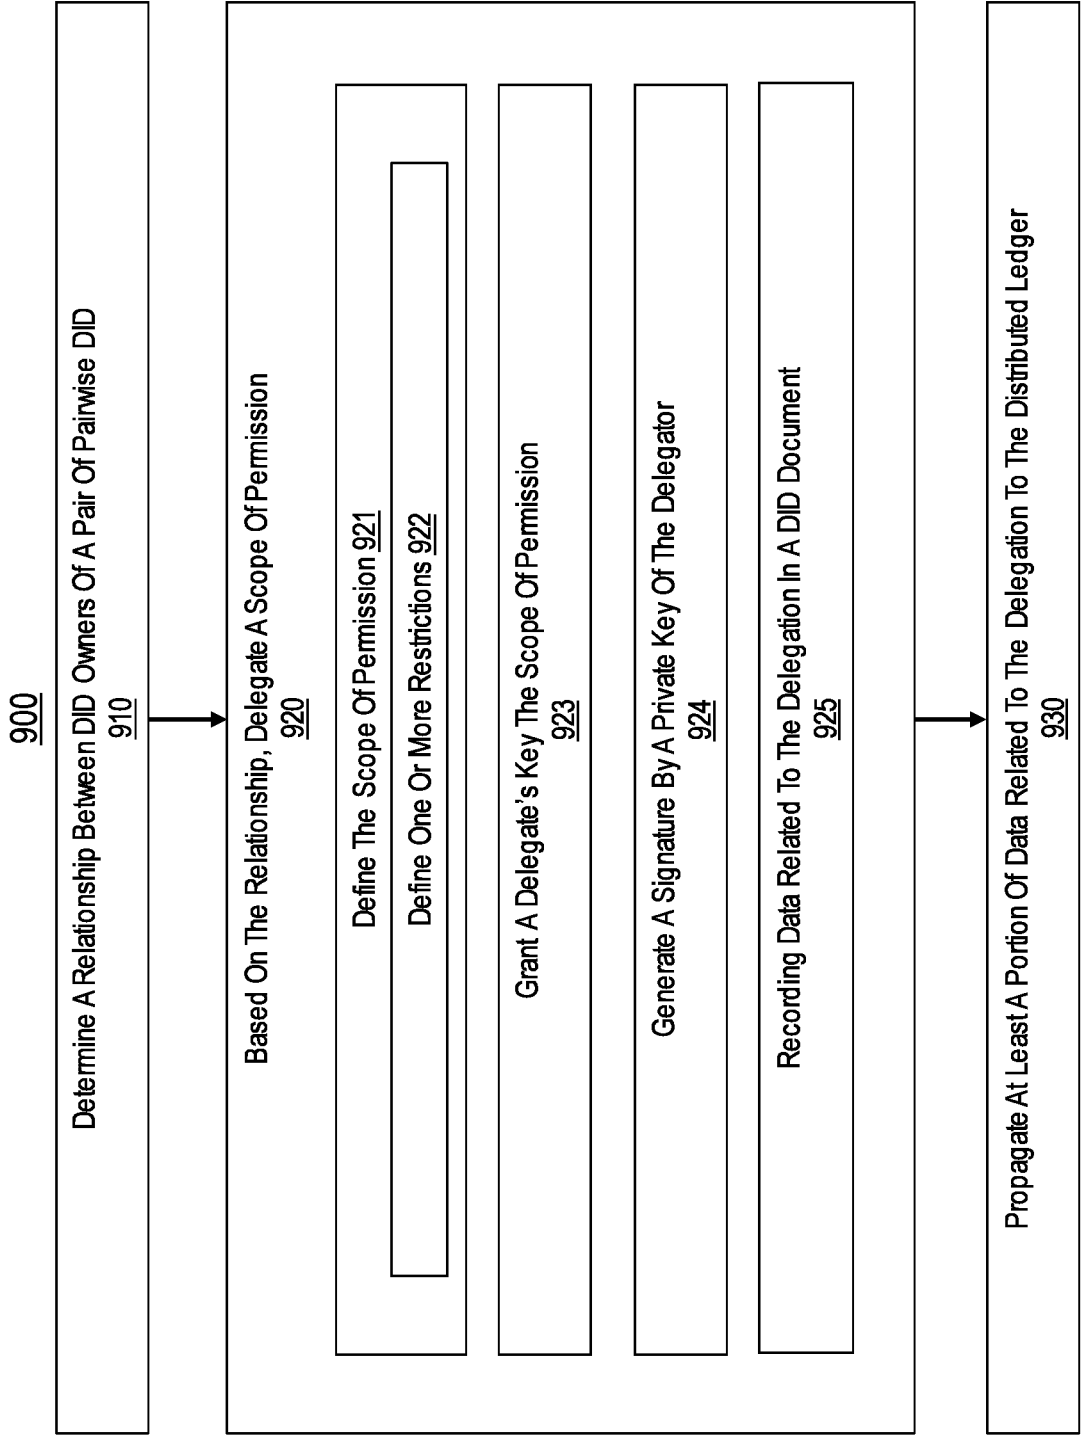 900
Determine A Relationship Between DID Owners Of A Pair Of Pairwise DID
910
Based On The Relationship, Delegate A Scope Of Permission
920
Define The Scope Of Permission 921
Define One Or More Restrictions 922
Grant A Delegate's Key The Scope Of Permission
923
Generate A Signature By A Private Key Of The Delegator
924
Recording Data Related To The Delegation In A DID Document
925
Propagate At Least A Portion Of Data Related To The Delegation To The Distributed Ledger
930